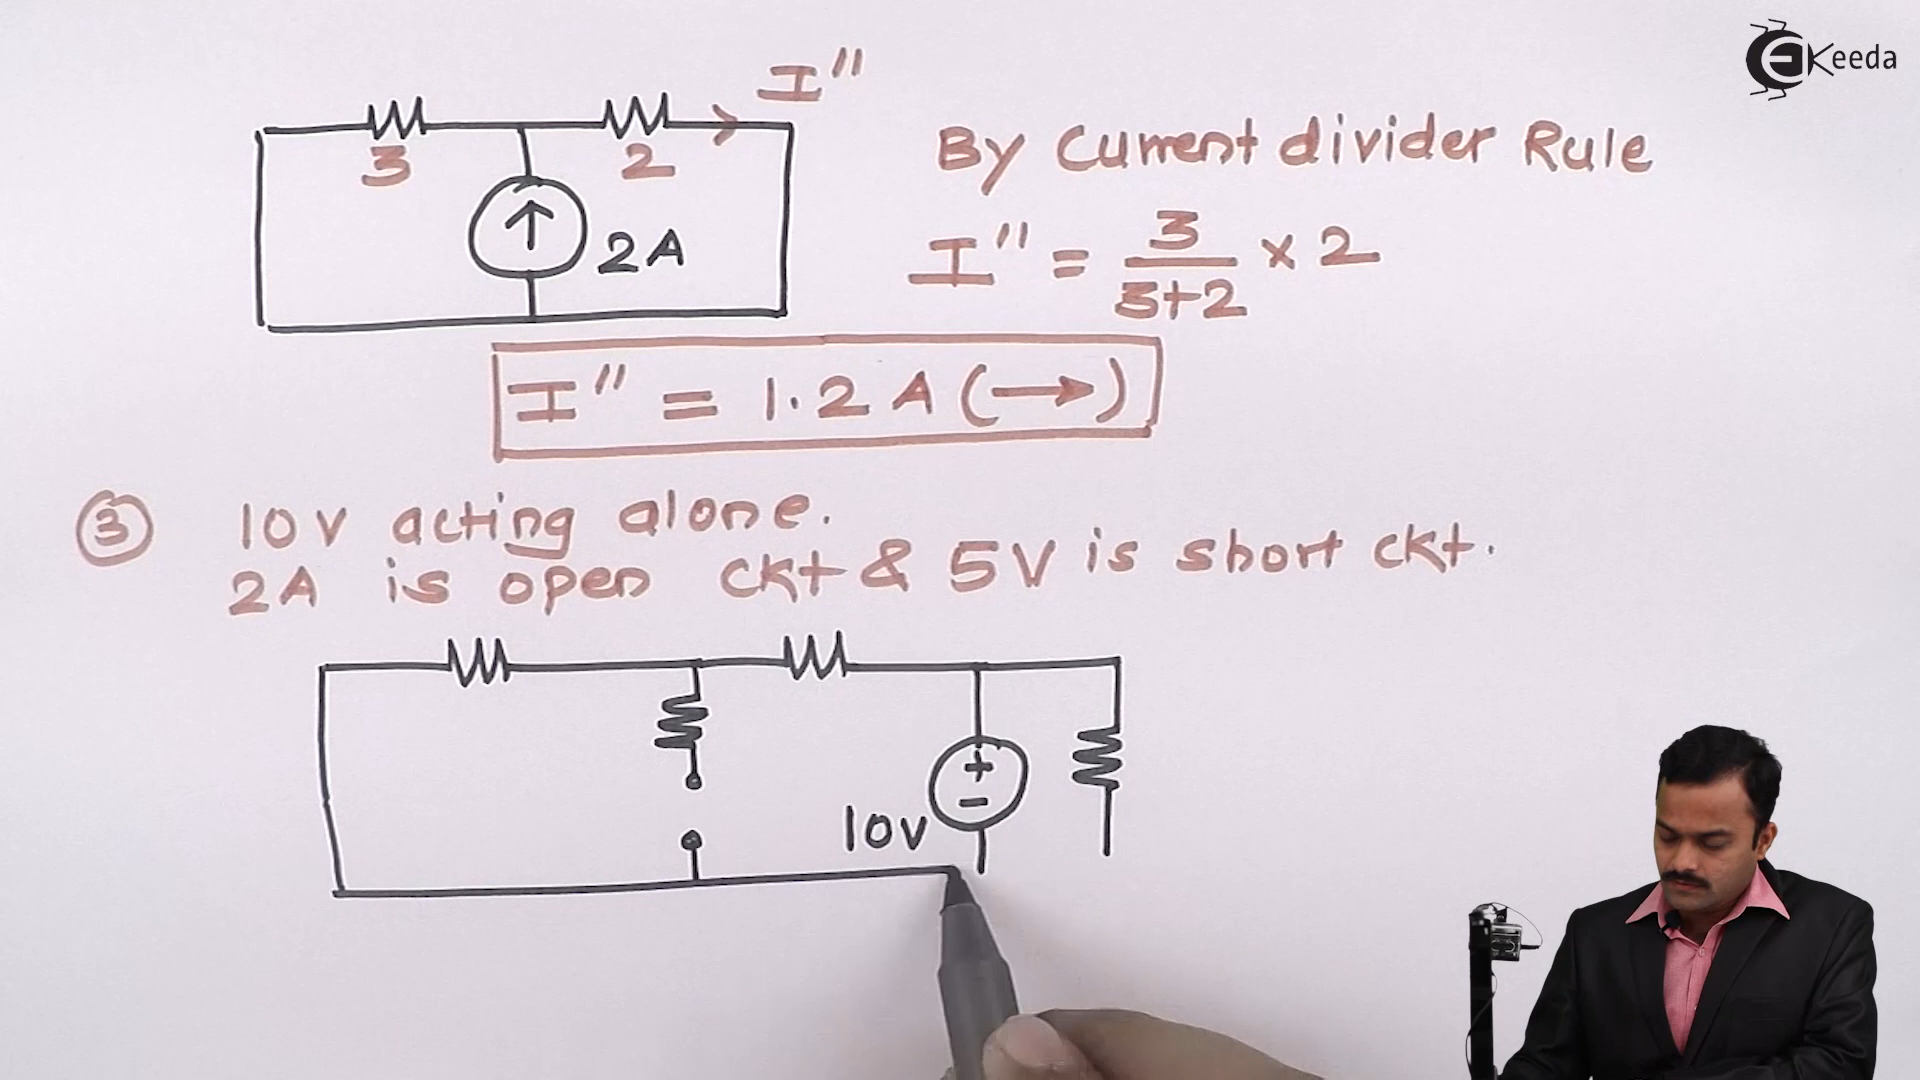 Keeda
I"
3
2
2A
By Current divider Rule
I" = 3/(3+2) × 2
I" = 1.2 A (→)
3 10V acting alone.
2A is open ckt & 5V is short ckt.
+
-
10V